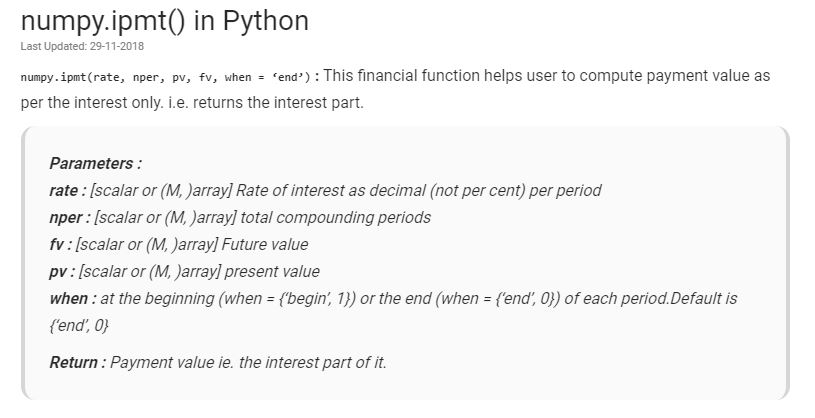 numpy.ipmt() in Python
Last Updated: 29-11-2018
numpy.ipmt(rate, nper, pv, fv, when = ‘end’) : This financial function helps user to compute payment value as
per the interest only. i.e. returns the interest part.
Parameters :
rate : [scalar or (M, )array] Rate of interest as decimal (not per cent) per period
nper : [scalar or (M, )array] total compounding periods
fv : [scalar or (M, )array] Future value
pv : [scalar or (M, )array] present value
when : at the beginning (when = {‘begin’, 1}) or the end (when = {‘end’, 0}) of each period.Default is
{‘end’, 0}
Return : Payment value ie. the interest part of it.